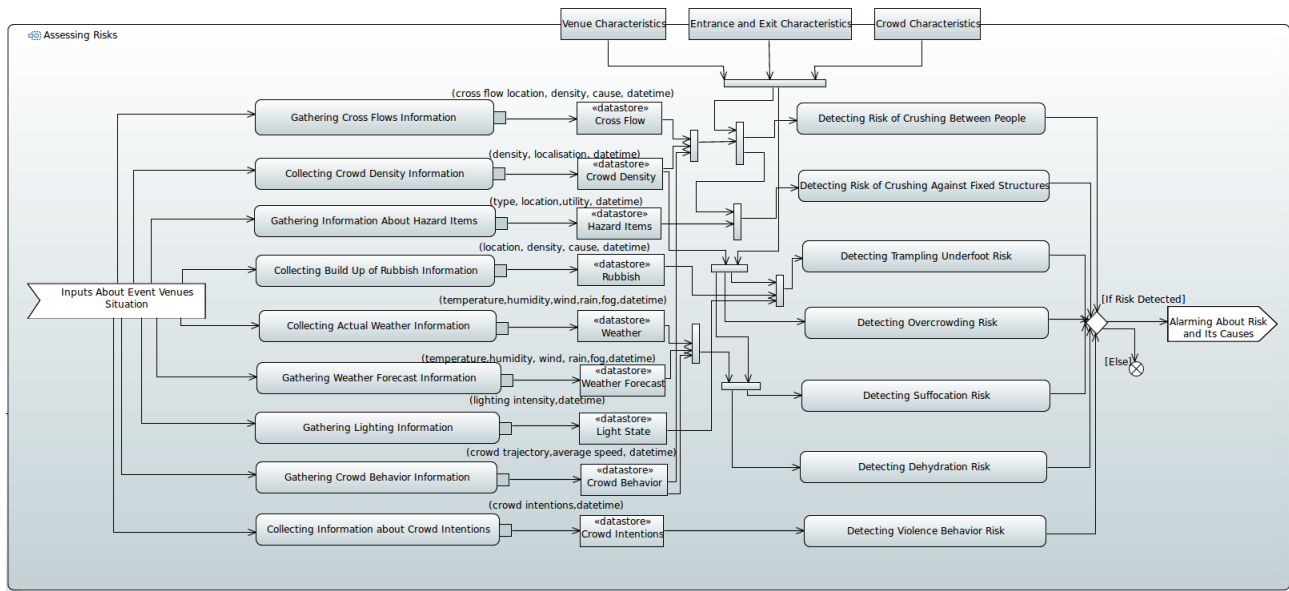 Venue Characteristics
Entrance and Exit Characteristics
Crowd Characteristics
Assessing Risks
(cross flow location, density, cause, datetime)
Gathering Cross Flows Information
«datastore»
Cross Flow
Detecting Risk of Crushing Between People
(density, localisation, datetime)
Collecting Crowd Density Information
«datastore»
Crowd Density
Detecting Risk of Crushing Against Fixed Structures
(type, location,utility, datetime)
Gathering Information About Hazard Items
«datastore»
Hazard Items
(location, density, cause, datetime)
Collecting Build Up of Rubbish Information
«datastore»
Rubbish
Detecting Trampling Underfoot Risk
Inputs About Event Venues
Situation
(temperature,humidity,wind,rain,fog,datetime)
Collecting Actual Weather Information
«datastore»
Weather
Detecting Overcrowding Risk
[If Risk Detected]
Alarming About Risk
and Its Causes
[Else]
(temperature,humidity, wind, rain,fog,datetime)
Gathering Weather Forecast Information
«datastore»
Weather Forecast
Detecting Suffocation Risk
(lighting intensity,datetime)
Gathering Lighting Information
«datastore»
Light State
(crowd trajectory,average speed, datetime)
Gathering Crowd Behavior Information
«datastore»
Crowd Behavior
Detecting Dehydration Risk
(crowd intentions,datetime)
Collecting Information about Crowd Intentions
«datastore»
Crowd Intentions
Detecting Violence Behavior Risk